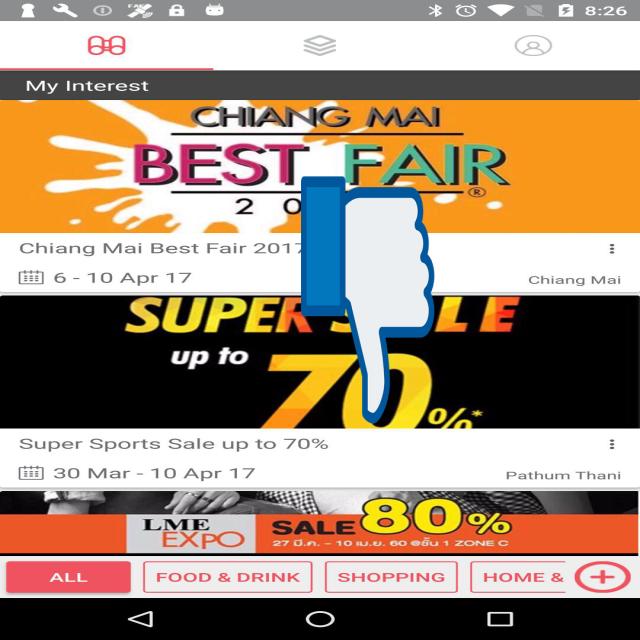 8:26
My Interest
CHIANG MAI
BEST FAIR
®
20
Chiang Mai Best Fair 2017
6 - 10 Apr 17
Chiang Mai
SUPER SALE
up to
70%*
Super Sports Sale up to 70%
30 Mar - 10 Apr 17
Pathum Thani
LME
EXPO
SALE 80%
27 มี.ค. - 10 เม.ย. 60 @ชั้น 1 ZONE C
ALL
FOOD & DRINK
SHOPPING
HOME &